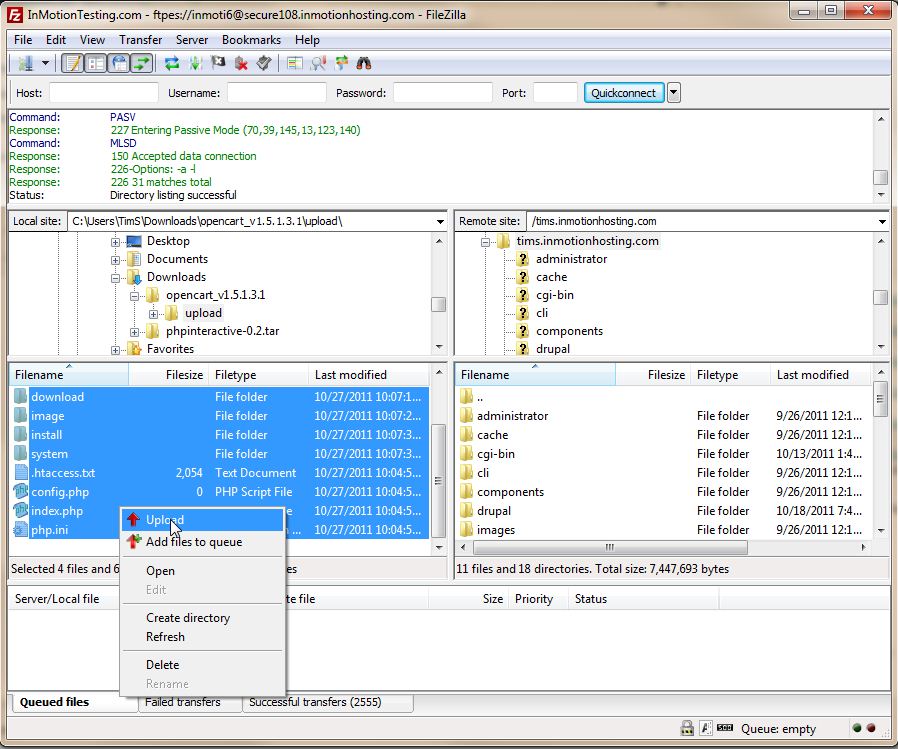 InMotionTesting.com - ftpes://inmoti6@secure108.inmotionhosting.com - FileZilla
File Edit View Transfer Server Bookmarks Help
Host: Username: Password: Port: Quickconnect
Command: PASV
Response: 227 Entering Passive Mode (70,39,145,13,123,140)
Command: MLSD
Response: 150 Accepted data connection
Response: 226-Options: -a -l
Response: 226 31 matches total
Status: Directory listing successful
Local site: C:\Users\TimS\Downloads\opencart_v1.5.1.3.1\upload\
Desktop
Documents
Downloads
opencart_v1.5.1.3.1
upload
phpinteractive-0.2.tar
Favorites
Remote site: /tims.inmotionhosting.com
tims.inmotionhosting.com
administrator
cache
cgi-bin
cli
components
drupal
Filename Filesize Filetype Last modified
download File folder 10/27/2011 10:07:1...
image File folder 10/27/2011 10:07:2...
install File folder 10/27/2011 10:07:3...
system File folder 10/27/2011 10:07:3...
.htaccess.txt 2,054 Text Document 10/27/2011 10:04:5...
config.php 0 PHP Script File 10/27/2011 10:04:5...
index.php 10/27/2011 10:04:5...
php.ini 10/27/2011 10:04:5...
Selected 4 files and 6
Filename Filesize Filetype Last modified
..
administrator File folder 9/26/2011 12:1...
cache File folder 9/26/2011 12:1...
cgi-bin File folder 10/13/2011 1:4...
cli File folder 9/26/2011 12:1...
components File folder 9/26/2011 12:1...
drupal File folder 10/18/2011 7:4...
images File folder 9/26/2011 12:1...
11 files and 18 directories. Total size: 7,447,693 bytes
Upload
Add files to queue
Open
Edit
Create directory
Refresh
Delete
Rename
Server/Local file file Size Priority Status
Queued files Failed transfers Successful transfers (2555)
Queue: empty